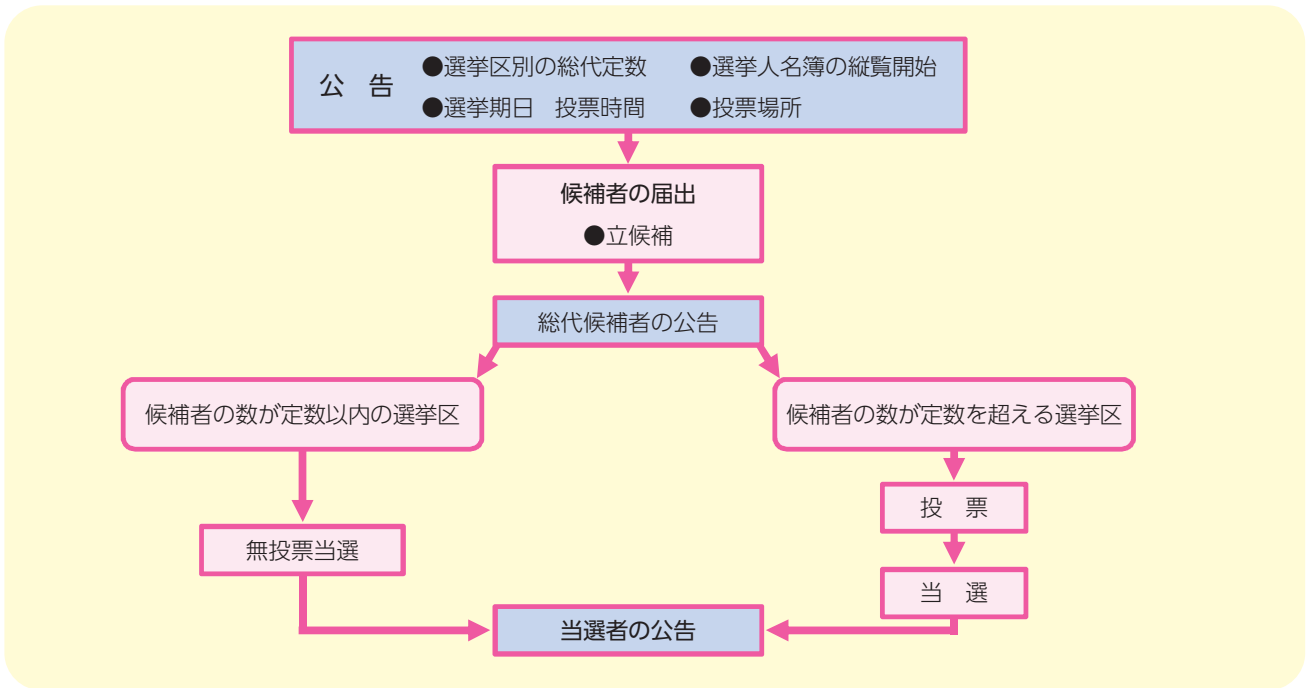 公　告
●選挙区別の総代定数　●選挙人名簿の縦覧開始
●選挙期日　投票時間　●投票場所
候補者の届出
●立候補
総代候補者の公告
候補者の数が定数以内の選挙区
候補者の数が定数を超える選挙区
投　票
無投票当選
当　選
当選者の公告